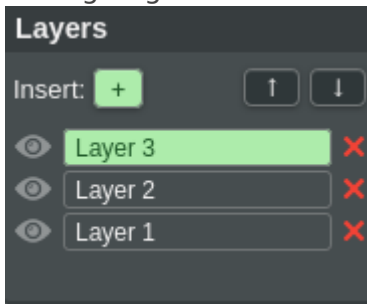 Layers
Insert: + ↑ ↓
Layer 3
Layer 2
Layer 1